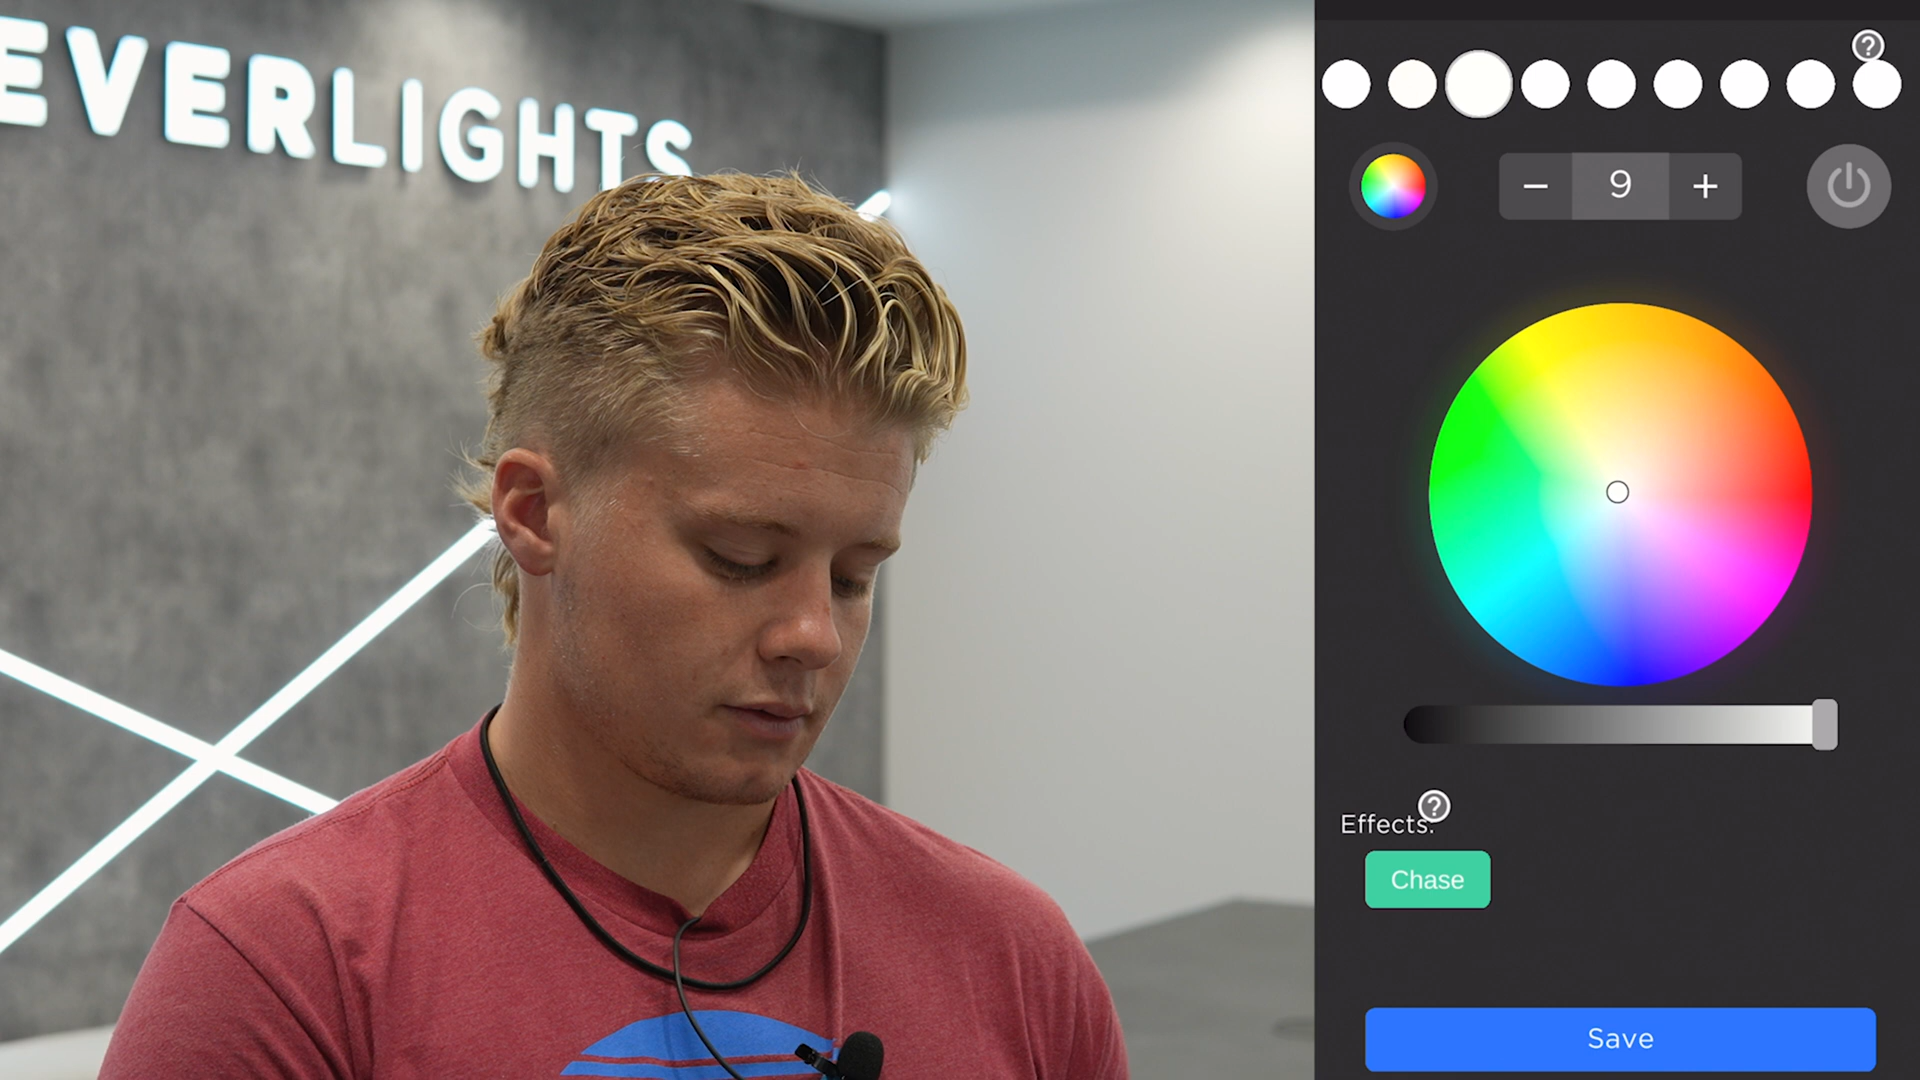 EVERLIGHTS
?
− 9 +
?
Effects:
Chase
Save